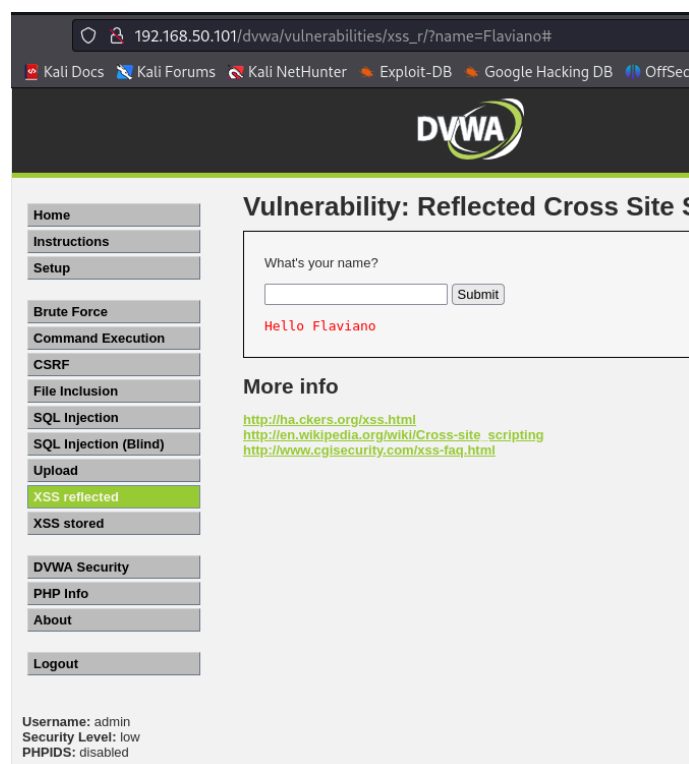 192.168.50.101/dvwa/vulnerabilities/xss_r/?name=Flaviano#
Kali Docs Kali Forums Kali NetHunter Exploit-DB Google Hacking DB OffSec
DVWA
Home
Instructions
Setup
Brute Force
Command Execution
CSRF
File Inclusion
SQL Injection
SQL Injection (Blind)
Upload
XSS reflected
XSS stored
DVWA Security
PHP Info
About
Logout
Username: admin
Security Level: low
PHPIDS: disabled
Vulnerability: Reflected Cross Site
What's your name?
Submit
Hello Flaviano
More info
http://ha.ckers.org/xss.html
http://en.wikipedia.org/wiki/Cross-site_scripting
http://www.cgisecurity.com/xss-faq.html